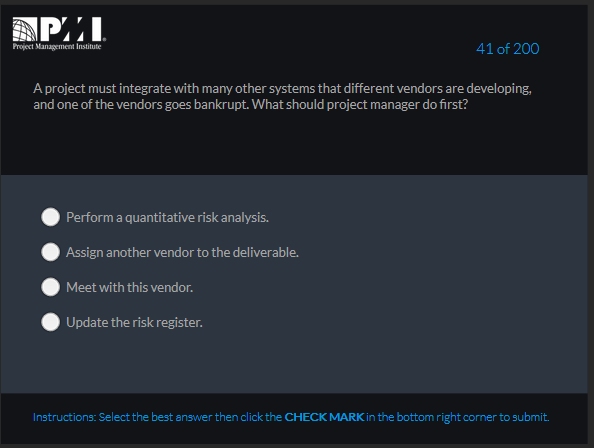 PMI
Project Management Institute
41 of 200
A project must integrate with many other systems that different vendors are developing,
and one of the vendors goes bankrupt. What should project manager do first?
Perform a quantitative risk analysis.
Assign another vendor to the deliverable.
Meet with this vendor.
Update the risk register.
Instructions: Select the best answer then click the CHECK MARK in the bottom right corner to submit.